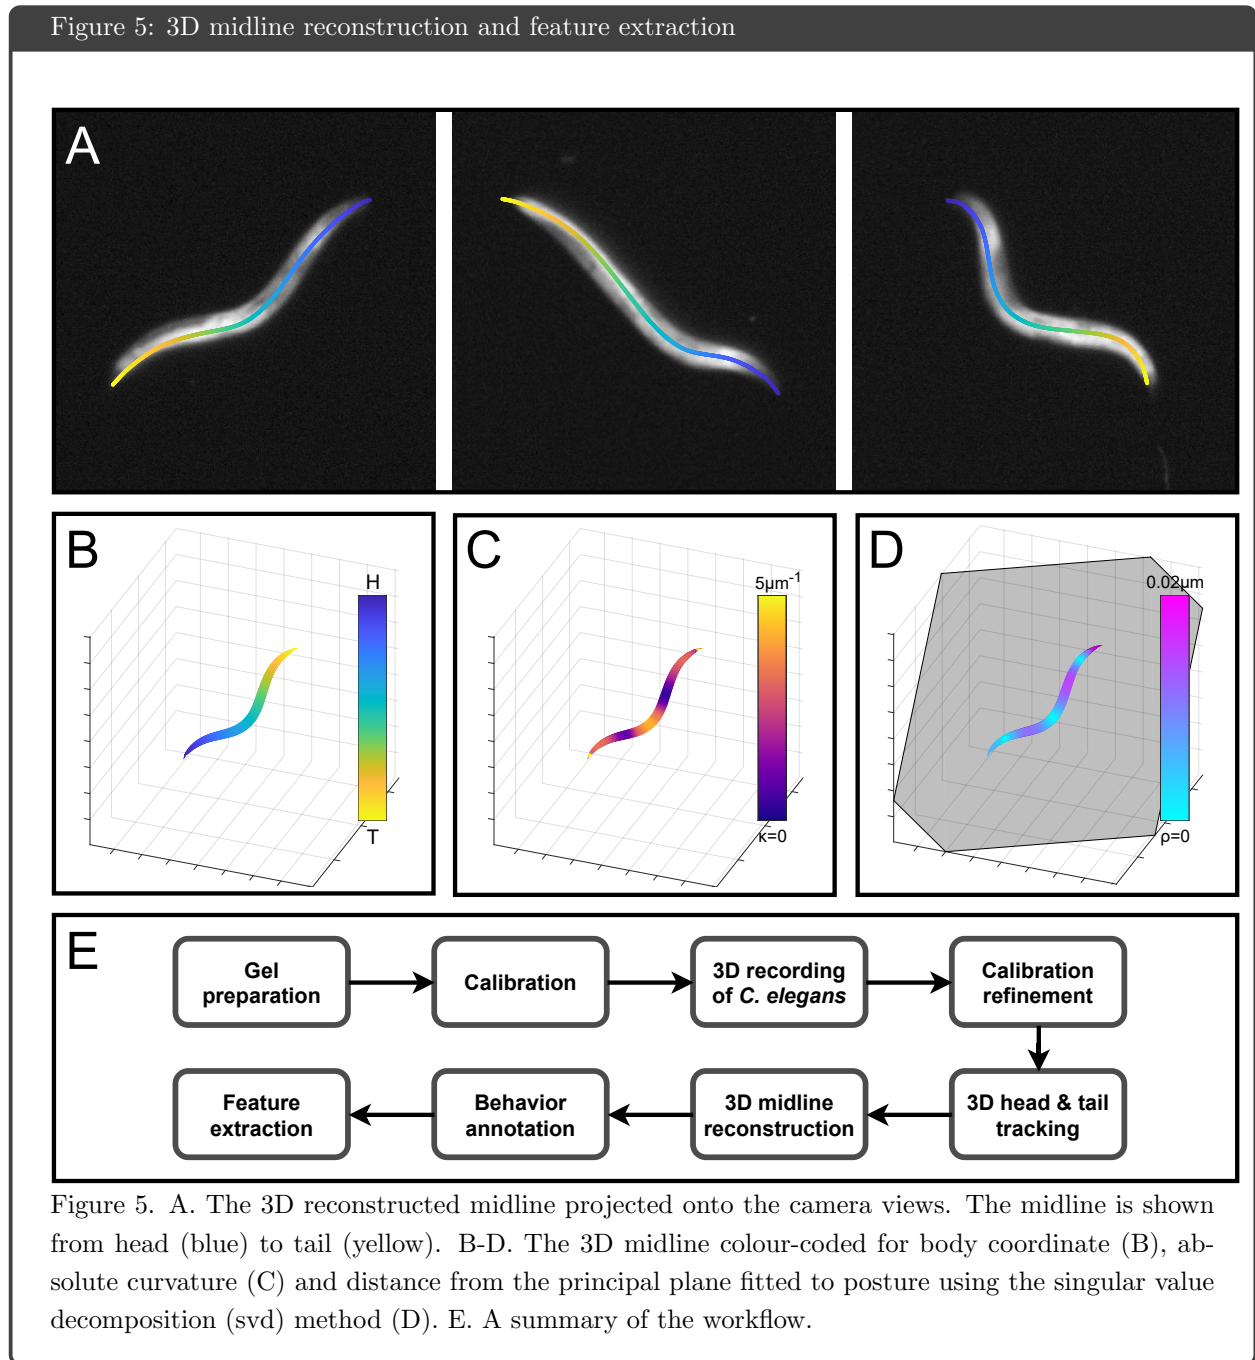 Figure 5: 3D midline reconstruction and feature extraction
A
B
H
T
C
5µm⁻¹
κ=0
D
0.02µm
ρ=0
E
Gel
preparation
Calibration
3D recording
of C. elegans
Calibration
refinement
Feature
extraction
Behavior
annotation
3D midline
reconstruction
3D head & tail
tracking
Figure 5. A. The 3D reconstructed midline projected onto the camera views. The midline is shown
from head (blue) to tail (yellow). B-D. The 3D midline colour-coded for body coordinate (B), ab-
solute curvature (C) and distance from the principal plane fitted to posture using the singular value
decomposition (svd) method (D). E. A summary of the workflow.